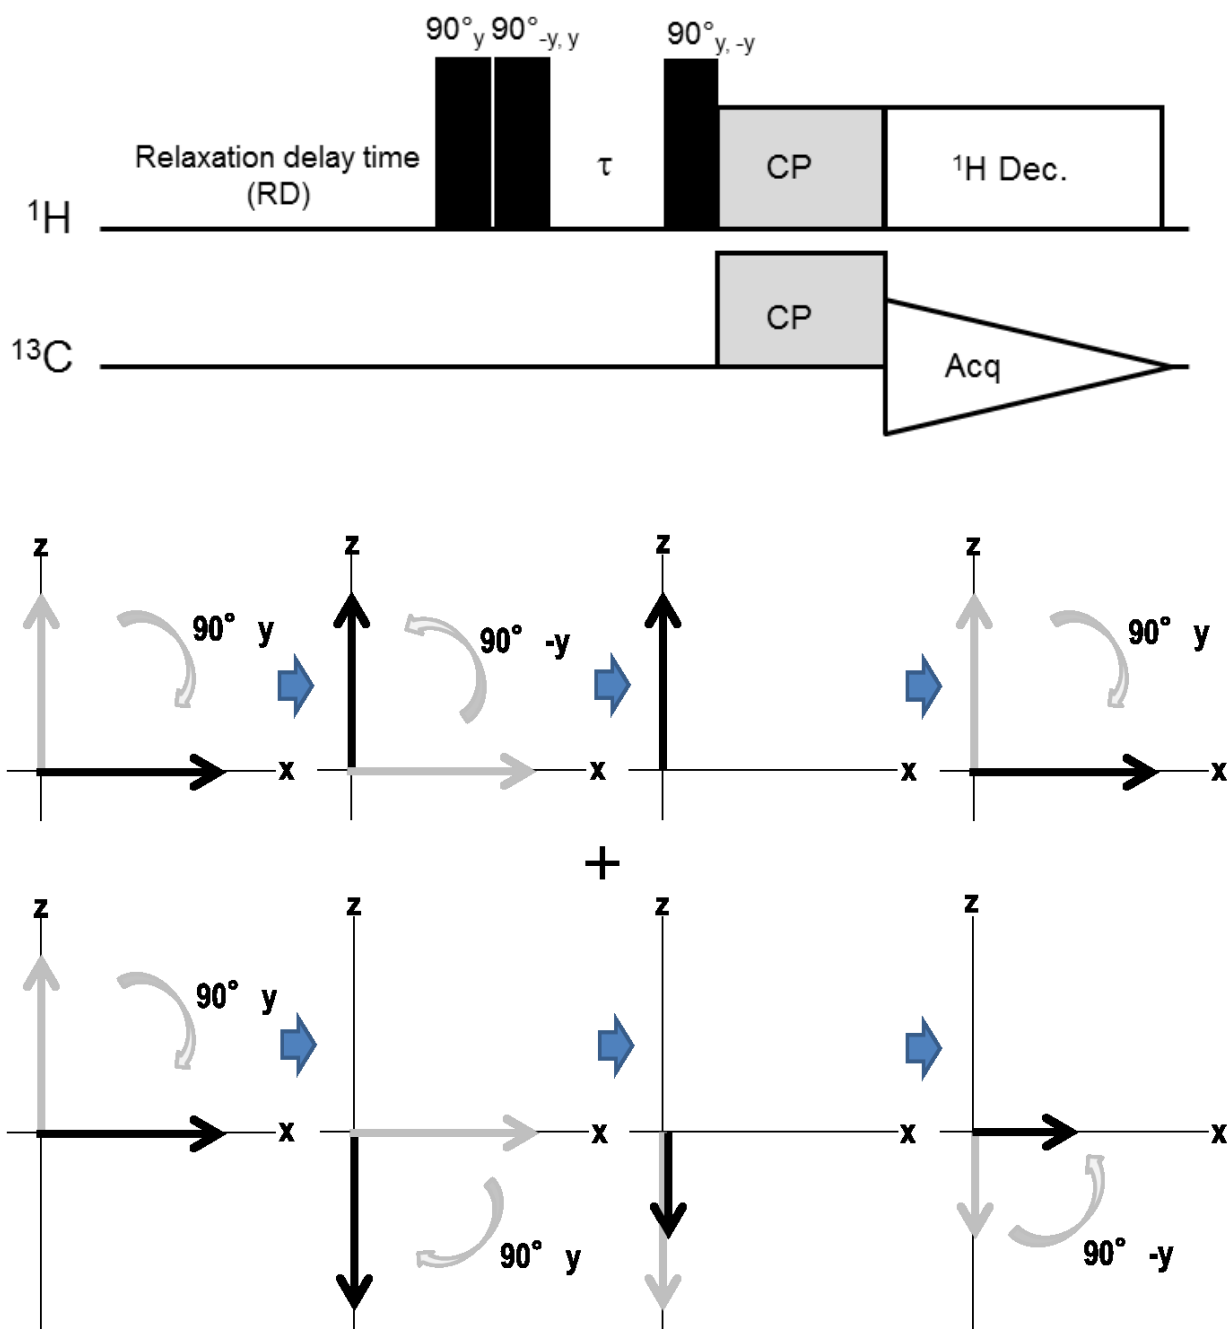 90°y 90°-y, y 90°y, -y
Relaxation delay time
(RD)
τ
CP
¹H Dec.
¹H
CP
¹³C
Acq
z z z z
90° y 90° -y 90° y
x x x x
+
z z z z
90° y
x x x x
90° y 90° -y